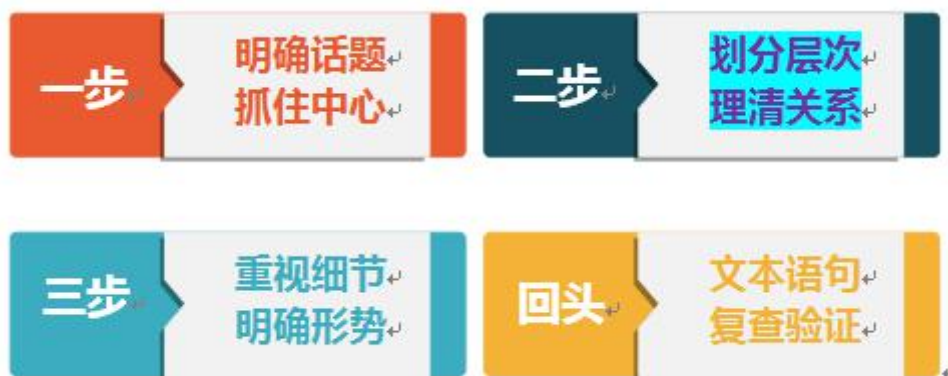 一步
明确话题
抓住中心
二步
划分层次
理清关系
三步
重视细节
明确形势
回头
文本语句
复查验证